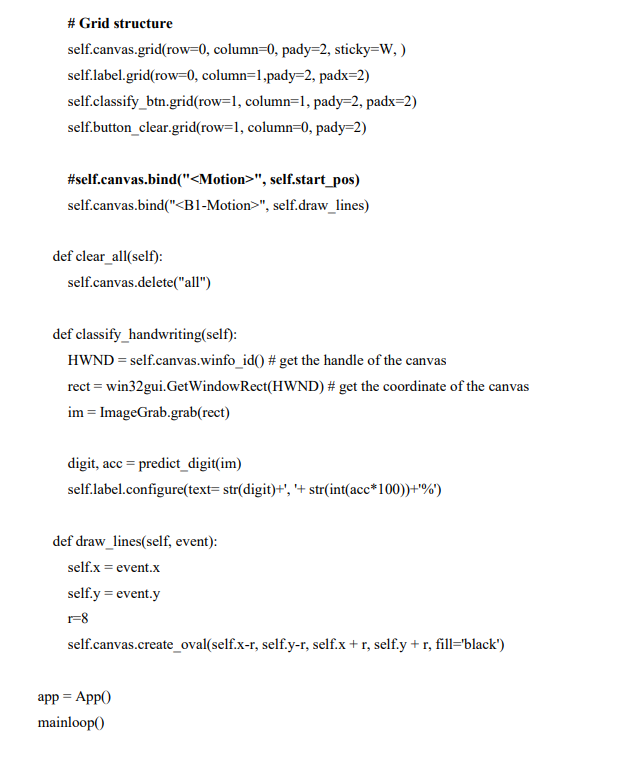 # Grid structure
self.canvas.grid(row=0, column=0, pady=2, sticky=W, )
self.label.grid(row=0, column=1,pady=2, padx=2)
self.classify_btn.grid(row=1, column=1, pady=2, padx=2)
self.button_clear.grid(row=1, column=0, pady=2)
#self.canvas.bind("<Motion>", self.start_pos)
self.canvas.bind("<B1-Motion>", self.draw_lines)
def clear_all(self):
self.canvas.delete("all")
def classify_handwriting(self):
HWND = self.canvas.winfo_id() # get the handle of the canvas
rect = win32gui.GetWindowRect(HWND) # get the coordinate of the canvas
im = ImageGrab.grab(rect)
digit, acc = predict_digit(im)
self.label.configure(text= str(digit)+', '+ str(int(acc*100))+'%')
def draw_lines(self, event):
self.x = event.x
self.y = event.y
r=8
self.canvas.create_oval(self.x-r, self.y-r, self.x + r, self.y + r, fill='black')
app = App()
mainloop()